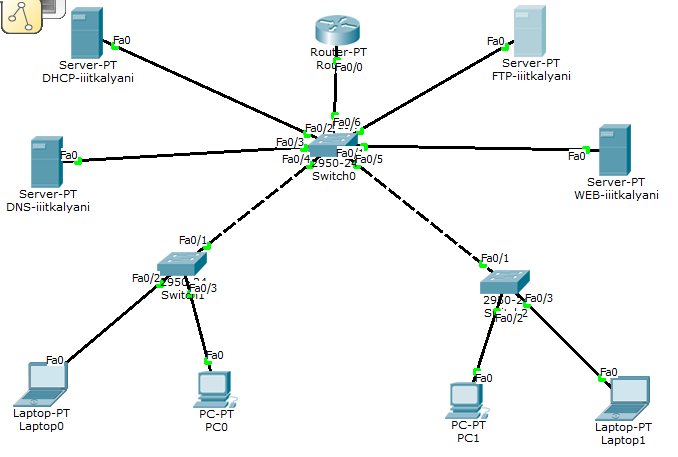 Fa0
Server-PT
DHCP-iiitkalyani
Router-PT
Fa0/0
Fa0
Server-PT
FTP-iiitkalyani
Fa0/2
Fa0/6
Fa0/3
Fa0/4
Fa0/1
Fa0/5
Switch0
Fa0
Server-PT
DNS-iiitkalyani
Fa0
Server-PT
WEB-iiitkalyani
Fa0/1
Fa0/2
Fa0/3
Fa0/1
Fa0/3
Fa0/2
Fa0
Laptop-PT
Laptop0
Fa0
PC-PT
PC0
Fa0
PC-PT
PC1
Fa0
Laptop-PT
Laptop1